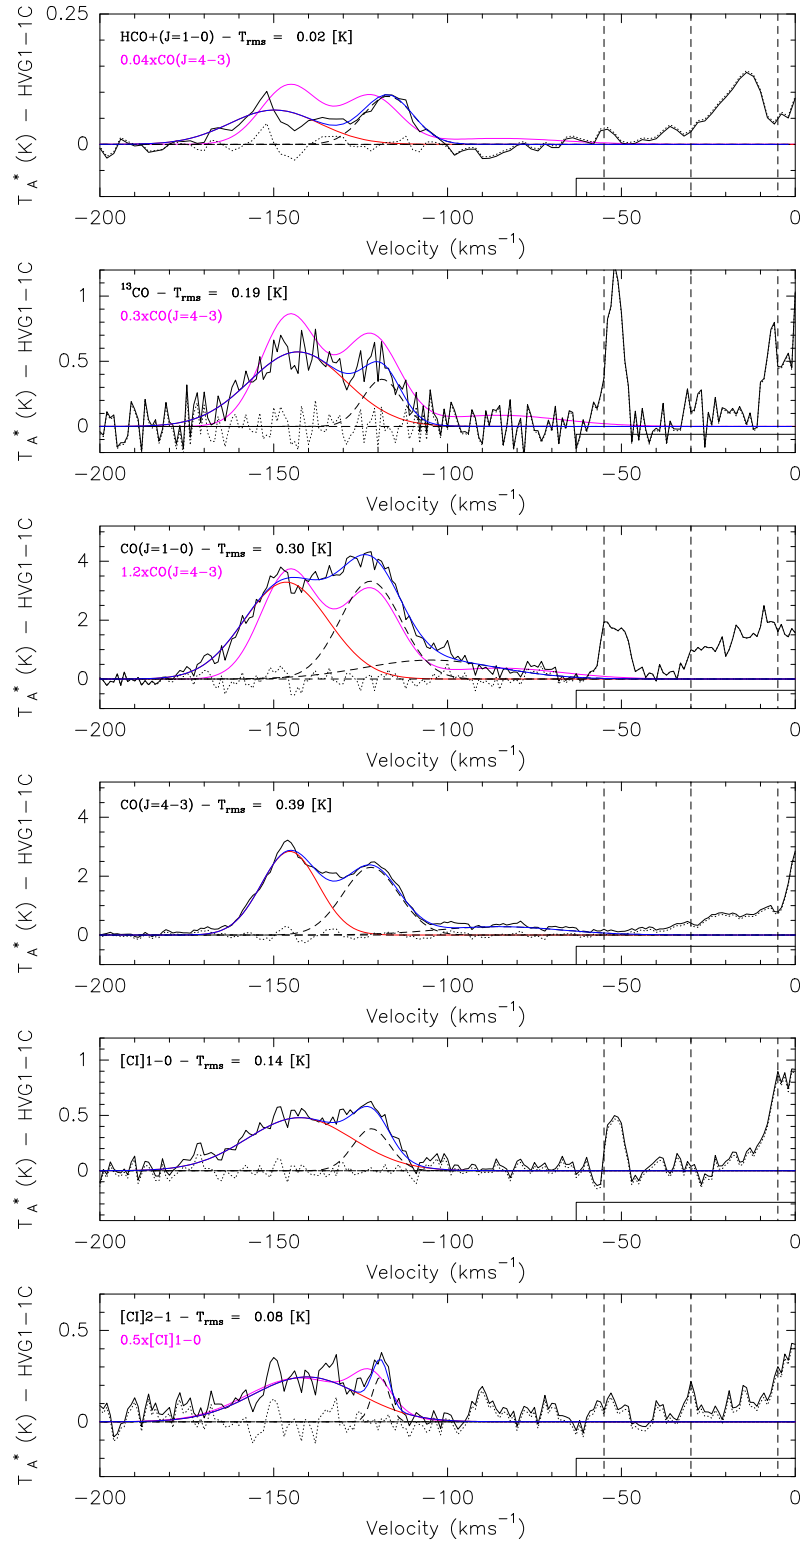 0.25
HCO+(J=1-0) - Trms = 0.02 [K]
0.04xCO(J=4-3)
0
TA* (K) - HVG1-1C
-200 -150 -100 -50 0
Velocity (kms-1)
1
13CO - Trms = 0.19 [K]
0.3xCO(J=4-3)
0.5
0
TA* (K) - HVG1-1C
-200 -150 -100 -50 0
Velocity (kms-1)
CO(J=1-0) - Trms = 0.30 [K]
4
1.2xCO(J=4-3)
2
0
TA* (K) - HVG1-1C
-200 -150 -100 -50 0
Velocity (kms-1)
CO(J=4-3) - Trms = 0.39 [K]
4
2
0
TA* (K) - HVG1-1C
-200 -150 -100 -50 0
Velocity (kms-1)
1
[CI]1-0 - Trms = 0.14 [K]
0.5
0
TA* (K) - HVG1-1C
-200 -150 -100 -50 0
Velocity (kms-1)
[CI]2-1 - Trms = 0.08 [K]
0.5
0.5x[CI]1-0
0
TA* (K) - HVG1-1C
-200 -150 -100 -50 0
Velocity (kms-1)